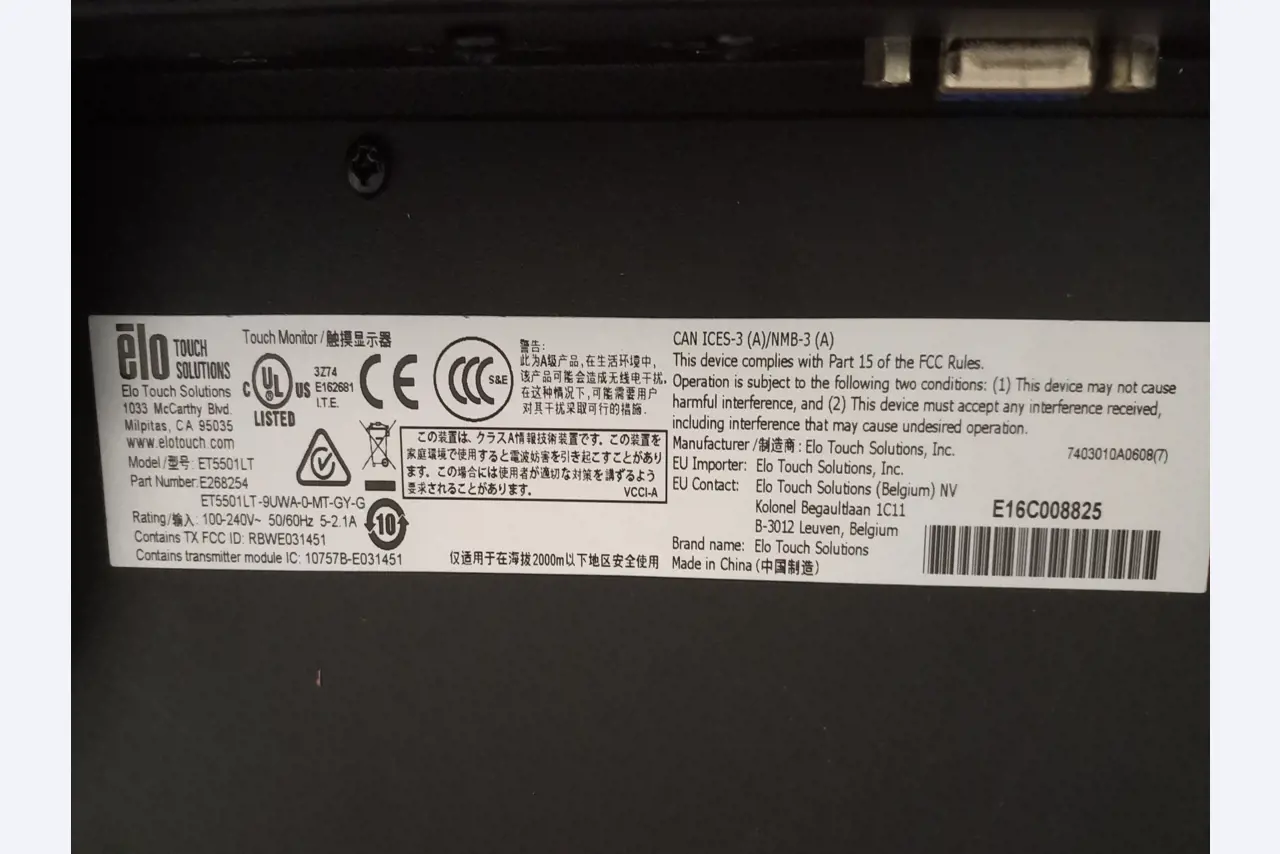 ēlo TOUCH SOLUTIONS
Elo Touch Solutions
1033 McCarthy Blvd.
Milpitas, CA 95035
www.elotouch.com
Touch Monitor / 触摸显示器
C UL US
LISTED
3Z74
E162681
I.T.E.
CE
CCC S&E
Model /型号: ET5501LT
Part Number:E268254
ET5501LT-9UWA-0-MT-GY-G
Rating/输入: 100-240V~ 50/60Hz 5-2.1A
Contains TX FCC ID: RBWE031451
Contains transmitter module IC: 10757B-E031451
10
警告:
此为A级产品,在生活环境中,
该产品可能会造成无线电干扰.
在这种情况下,可能需要用户
对其干扰采取可行的措施.
この装置は、クラスA情報技術装置です。この装置を
家庭環境で使用すると電波妨害を引き起こすことがあり
ます。この場合には使用者が適切な対策を講ずるよう
要求されることがあります。
VCCI-A
仅适用于在海拔2000m以下地区安全使用
CAN ICES-3 (A)/NMB-3 (A)
This device complies with Part 15 of the FCC Rules.
Operation is subject to the following two conditions: (1) This device may not cause
harmful interference, and (2) This device must accept any interference received,
including interference that may cause undesired operation.
Manufacturer /制造商 : Elo Touch Solutions, Inc.
7403010A0608(7)
EU Importer: Elo Touch Solutions, Inc.
EU Contact: Elo Touch Solutions (Belgium) NV
Kolonel Begaultlaan 1C11
B-3012 Leuven, Belgium
Brand name: Elo Touch Solutions
Made in China (中国制造)
E16C008825